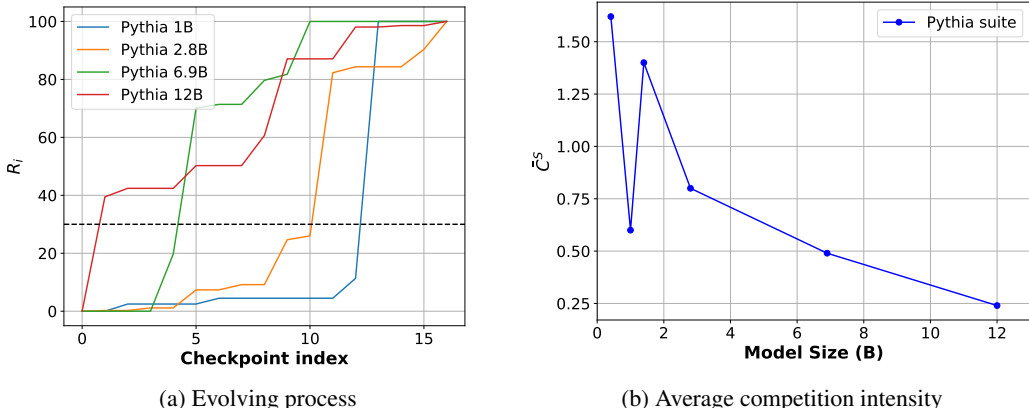 Pythia 1B
Pythia 2.8B
Pythia 6.9B
Pythia 12B
100
80
60
40
20
0
R_i
0 5 10 15
Checkpoint index
(a) Evolving process
Pythia suite
1.50
1.25
1.00
0.75
0.50
0.25
C̄^S
0 2 4 6 8 10 12
Model Size (B)
(b) Average competition intensity